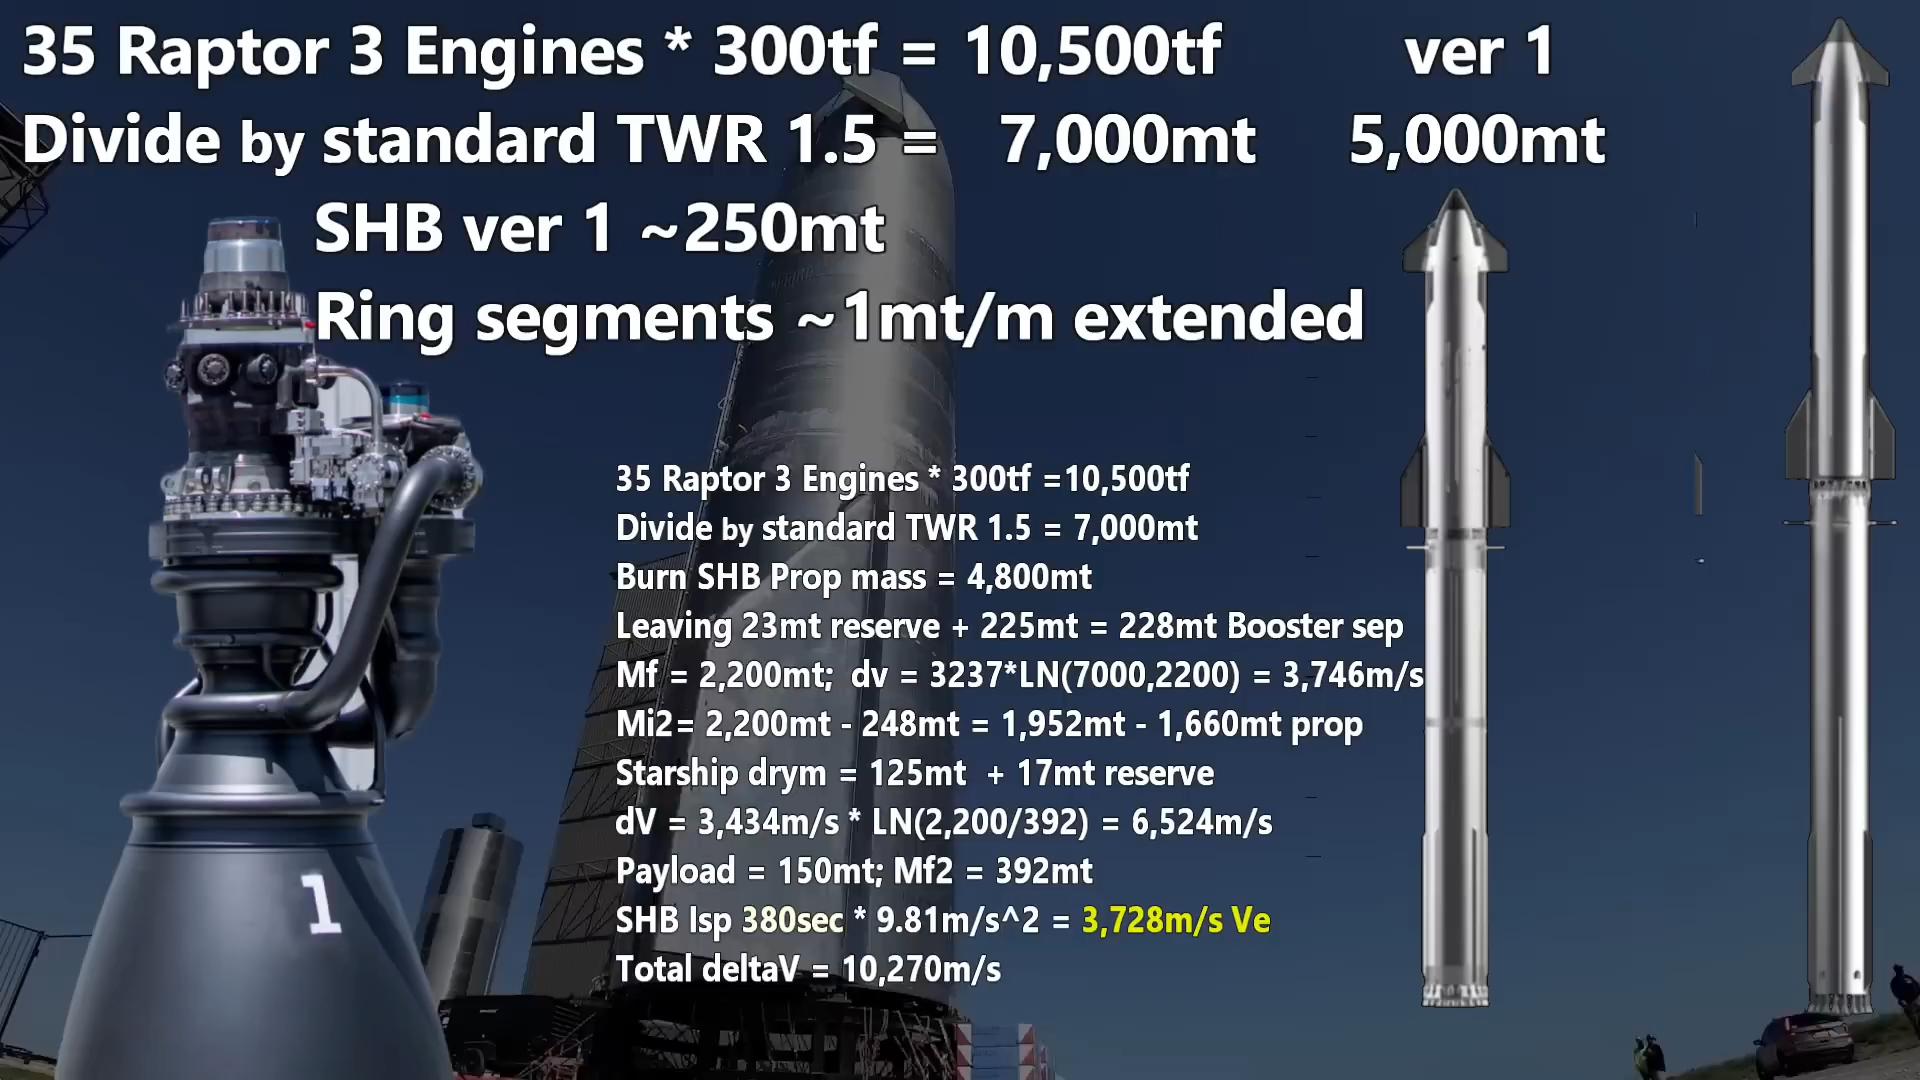 35 Raptor 3 Engines * 300tf = 10,500tf ver 1
Divide by standard TWR 1.5 = 7,000mt 5,000mt
SHB ver 1 ~250mt
Ring segments ~1mt/m extended
35 Raptor 3 Engines * 300tf =10,500tf
Divide by standard TWR 1.5 = 7,000mt
Burn SHB Prop mass = 4,800mt
Leaving 23mt reserve + 225mt = 228mt Booster sep
Mf = 2,200mt; dv = 3237*LN(7000,2200) = 3,746m/s
Mi2= 2,200mt - 248mt = 1,952mt - 1,660mt prop
Starship drym = 125mt + 17mt reserve
dV = 3,434m/s * LN(2,200/392) = 6,524m/s
Payload = 150mt; Mf2 = 392mt
SHB Isp 380sec * 9.81m/s^2 = 3,728m/s Ve
Total deltaV = 10,270m/s
1